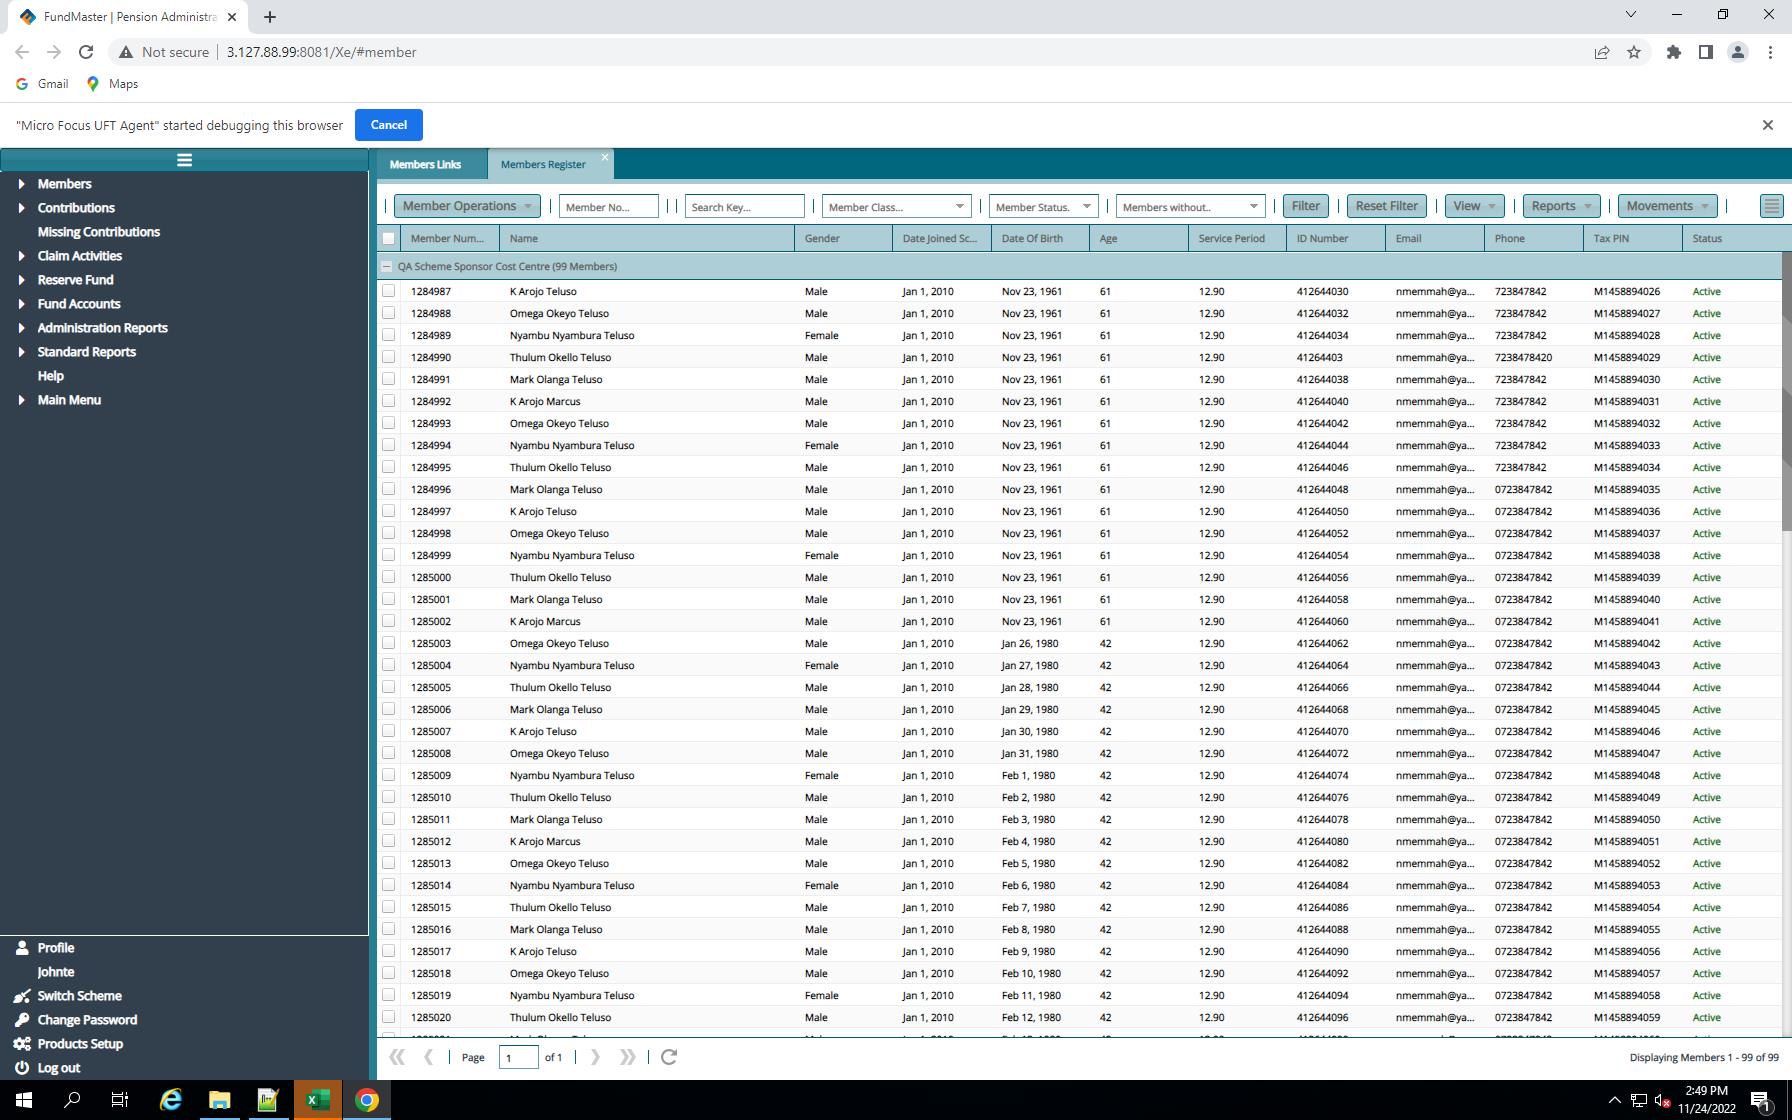 FundMaster | Pension Administra
Not secure | 3.127.88.99:8081/Xe/#member
Gmail Maps
"Micro Focus UFT Agent" started debugging this browser Cancel
Members
Contributions
Missing Contributions
Claim Activities
Reserve Fund
Fund Accounts
Administration Reports
Standard Reports
Help
Main Menu
Profile
Johnte
Switch Scheme
Change Password
Products Setup
Log out
Members Links Members Register
Member Operations Member No... Search Key... Member Class... Member Status. Members without.. Filter Reset Filter View Reports Movements
Member Num... Name Gender Date Joined Sc... Date Of Birth Age Service Period ID Number Email Phone Tax PIN Status
QA Scheme Sponsor Cost Centre (99 Members)
1284987 K Arojo Teluso Male Jan 1, 2010 Nov 23, 1961 61 12.90 412644030 nmemmah@ya... 723847842 M1458894026 Active
1284988 Omega Okeyo Teluso Male Jan 1, 2010 Nov 23, 1961 61 12.90 412644032 nmemmah@ya... 723847842 M1458894027 Active
1284989 Nyambu Nyambura Teluso Female Jan 1, 2010 Nov 23, 1961 61 12.90 412644034 nmemmah@ya... 723847842 M1458894028 Active
1284990 Thulum Okello Teluso Male Jan 1, 2010 Nov 23, 1961 61 12.90 41264403 nmemmah@ya... 7238478420 M1458894029 Active
1284991 Mark Olanga Teluso Male Jan 1, 2010 Nov 23, 1961 61 12.90 412644038 nmemmah@ya... 723847842 M1458894030 Active
1284992 K Arojo Marcus Male Jan 1, 2010 Nov 23, 1961 61 12.90 412644040 nmemmah@ya... 723847842 M1458894031 Active
1284993 Omega Okeyo Teluso Male Jan 1, 2010 Nov 23, 1961 61 12.90 412644042 nmemmah@ya... 723847842 M1458894032 Active
1284994 Nyambu Nyambura Teluso Female Jan 1, 2010 Nov 23, 1961 61 12.90 412644044 nmemmah@ya... 723847842 M1458894033 Active
1284995 Thulum Okello Teluso Male Jan 1, 2010 Nov 23, 1961 61 12.90 412644046 nmemmah@ya... 723847842 M1458894034 Active
1284996 Mark Olanga Teluso Male Jan 1, 2010 Nov 23, 1961 61 12.90 412644048 nmemmah@ya... 0723847842 M1458894035 Active
1284997 K Arojo Teluso Male Jan 1, 2010 Nov 23, 1961 61 12.90 412644050 nmemmah@ya... 0723847842 M1458894036 Active
1284998 Omega Okeyo Teluso Male Jan 1, 2010 Nov 23, 1961 61 12.90 412644052 nmemmah@ya... 0723847842 M1458894037 Active
1284999 Nyambu Nyambura Teluso Female Jan 1, 2010 Nov 23, 1961 61 12.90 412644054 nmemmah@ya... 0723847842 M1458894038 Active
1285000 Thulum Okello Teluso Male Jan 1, 2010 Nov 23, 1961 61 12.90 412644056 nmemmah@ya... 0723847842 M1458894039 Active
1285001 Mark Olanga Teluso Male Jan 1, 2010 Nov 23, 1961 61 12.90 412644058 nmemmah@ya... 0723847842 M1458894040 Active
1285002 K Arojo Marcus Male Jan 1, 2010 Nov 23, 1961 61 12.90 412644060 nmemmah@ya... 0723847842 M1458894041 Active
1285003 Omega Okeyo Teluso Male Jan 1, 2010 Jan 26, 1980 42 12.90 412644062 nmemmah@ya... 0723847842 M1458894042 Active
1285004 Nyambu Nyambura Teluso Female Jan 1, 2010 Jan 27, 1980 42 12.90 412644064 nmemmah@ya... 0723847842 M1458894043 Active
1285005 Thulum Okello Teluso Male Jan 1, 2010 Jan 28, 1980 42 12.90 412644066 nmemmah@ya... 0723847842 M1458894044 Active
1285006 Mark Olanga Teluso Male Jan 1, 2010 Jan 29, 1980 42 12.90 412644068 nmemmah@ya... 0723847842 M1458894045 Active
1285007 K Arojo Teluso Male Jan 1, 2010 Jan 30, 1980 42 12.90 412644070 nmemmah@ya... 0723847842 M1458894046 Active
1285008 Omega Okeyo Teluso Male Jan 1, 2010 Jan 31, 1980 42 12.90 412644072 nmemmah@ya... 0723847842 M1458894047 Active
1285009 Nyambu Nyambura Teluso Female Jan 1, 2010 Feb 1, 1980 42 12.90 412644074 nmemmah@ya... 0723847842 M1458894048 Active
1285010 Thulum Okello Teluso Male Jan 1, 2010 Feb 2, 1980 42 12.90 412644076 nmemmah@ya... 0723847842 M1458894049 Active
1285011 Mark Olanga Teluso Male Jan 1, 2010 Feb 3, 1980 42 12.90 412644078 nmemmah@ya... 0723847842 M1458894050 Active
1285012 K Arojo Marcus Male Jan 1, 2010 Feb 4, 1980 42 12.90 412644080 nmemmah@ya... 0723847842 M1458894051 Active
1285013 Omega Okeyo Teluso Male Jan 1, 2010 Feb 5, 1980 42 12.90 412644082 nmemmah@ya... 0723847842 M1458894052 Active
1285014 Nyambu Nyambura Teluso Female Jan 1, 2010 Feb 6, 1980 42 12.90 412644084 nmemmah@ya... 0723847842 M1458894053 Active
1285015 Thulum Okello Teluso Male Jan 1, 2010 Feb 7, 1980 42 12.90 412644086 nmemmah@ya... 0723847842 M1458894054 Active
1285016 Mark Olanga Teluso Male Jan 1, 2010 Feb 8, 1980 42 12.90 412644088 nmemmah@ya... 0723847842 M1458894055 Active
1285017 K Arojo Teluso Male Jan 1, 2010 Feb 9, 1980 42 12.90 412644090 nmemmah@ya... 0723847842 M1458894056 Active
1285018 Omega Okeyo Teluso Male Jan 1, 2010 Feb 10, 1980 42 12.90 412644092 nmemmah@ya... 0723847842 M1458894057 Active
1285019 Nyambu Nyambura Teluso Female Jan 1, 2010 Feb 11, 1980 42 12.90 412644094 nmemmah@ya... 0723847842 M1458894058 Active
1285020 Thulum Okello Teluso Male Jan 1, 2010 Feb 12, 1980 42 12.90 412644096 nmemmah@ya... 0723847842 M1458894059 Active
Page 1 of 1 Displaying Members 1 - 99 of 99
2:49 PM
11/24/2022
1